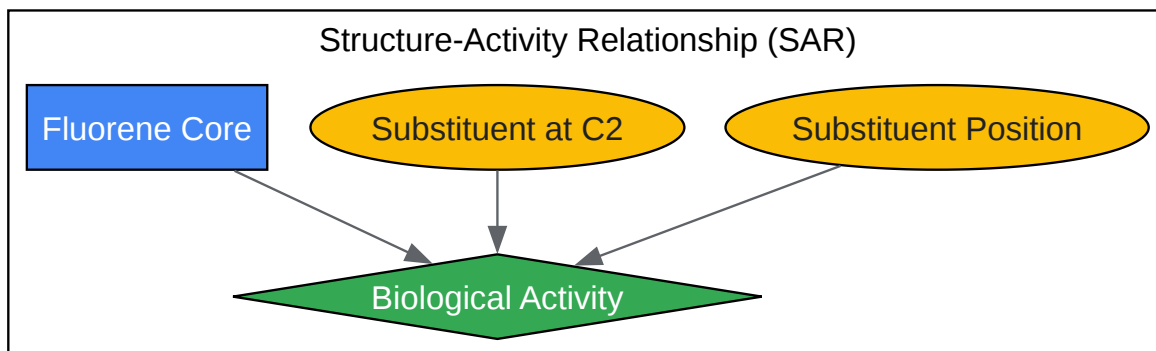 Structure-Activity Relationship (SAR)
Fluorene Core
Substituent at C2
Substituent Position
Biological Activity